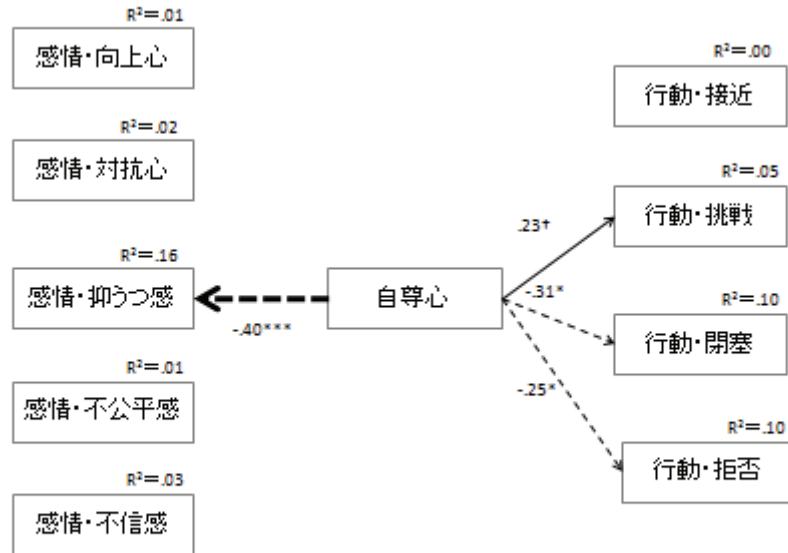 R²＝.01
感情・向上心
R²＝.02
感情・対抗心
R²＝.16
感情・抑うつ感
R²＝.01
感情・不公平感
R²＝.03
感情・不信感
-.40***
自尊心
.23†
-.31*
-.25*
R²＝.00
行動・接近
R²＝.05
行動・挑戦
R²＝.10
行動・閉塞
R²＝.10
行動・拒否